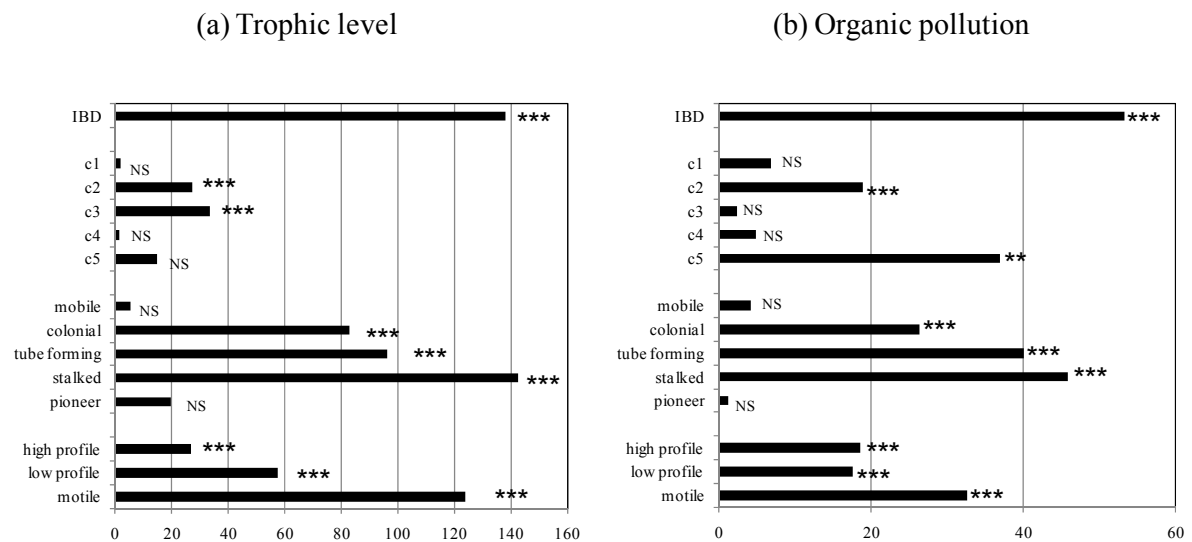 (a) Trophic level
IBD ***
c1 NS
c2 ***
c3 ***
c4 NS
c5 NS
mobile NS
colonial ***
tube forming ***
stalked ***
pioneer NS
high profile ***
low profile ***
motile ***
0 20 40 60 80 100 120 140 160
(b) Organic pollution
IBD ***
c1 NS
c2 ***
c3 NS
c4 NS
c5 **
mobile NS
colonial ***
tube forming ***
stalked ***
pioneer NS
high profile ***
low profile ***
motile ***
0 20 40 60